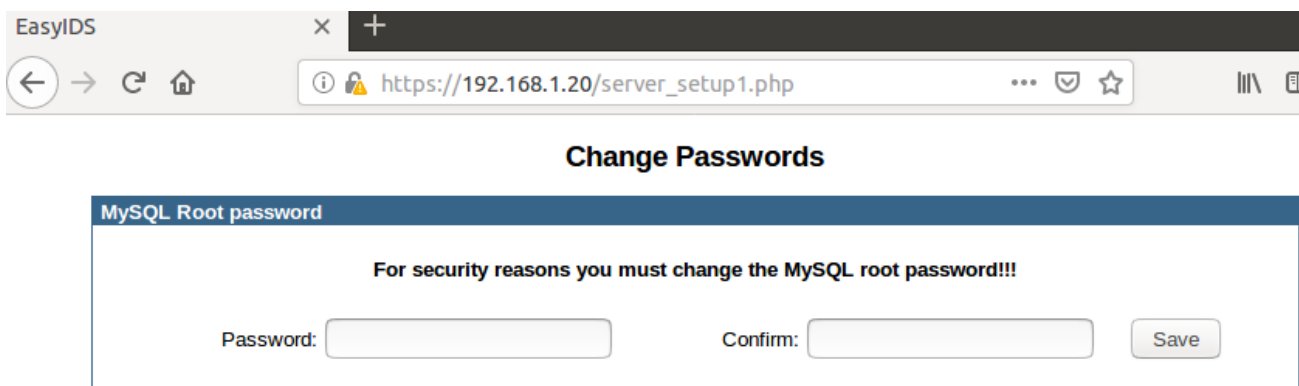 EasyIDS
https://192.168.1.20/server_setup1.php
Change Passwords
MySQL Root password
For security reasons you must change the MySQL root password!!!
Password: Confirm: Save